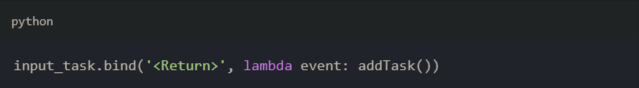 python
input_task.bind('<Return>', lambda event: addTask())